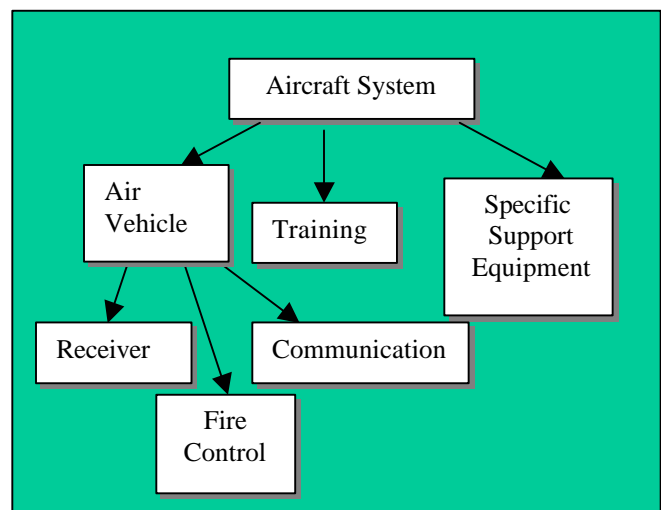 Aircraft System
Air
Vehicle
Training
Specific
Support
Equipment
Receiver
Communication
Fire
Control